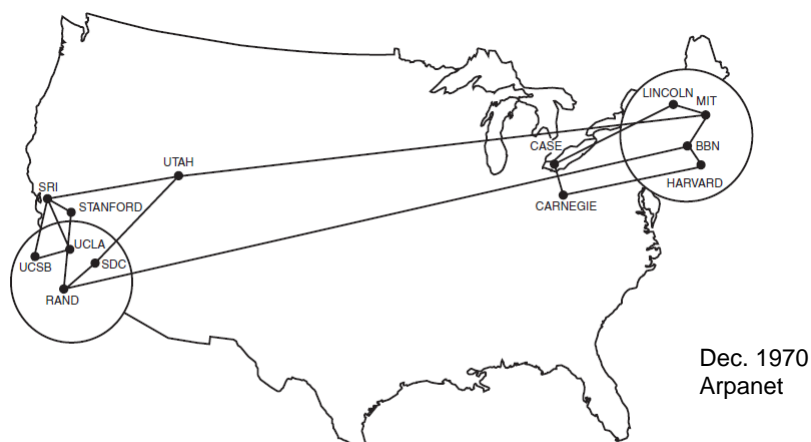 LINCOLN
MIT
CASE
BBN
UTAH
HARVARD
SRI
STANFORD
CARNEGIE
UCLA
UCSB
SDC
RAND
Dec. 1970
Arpanet